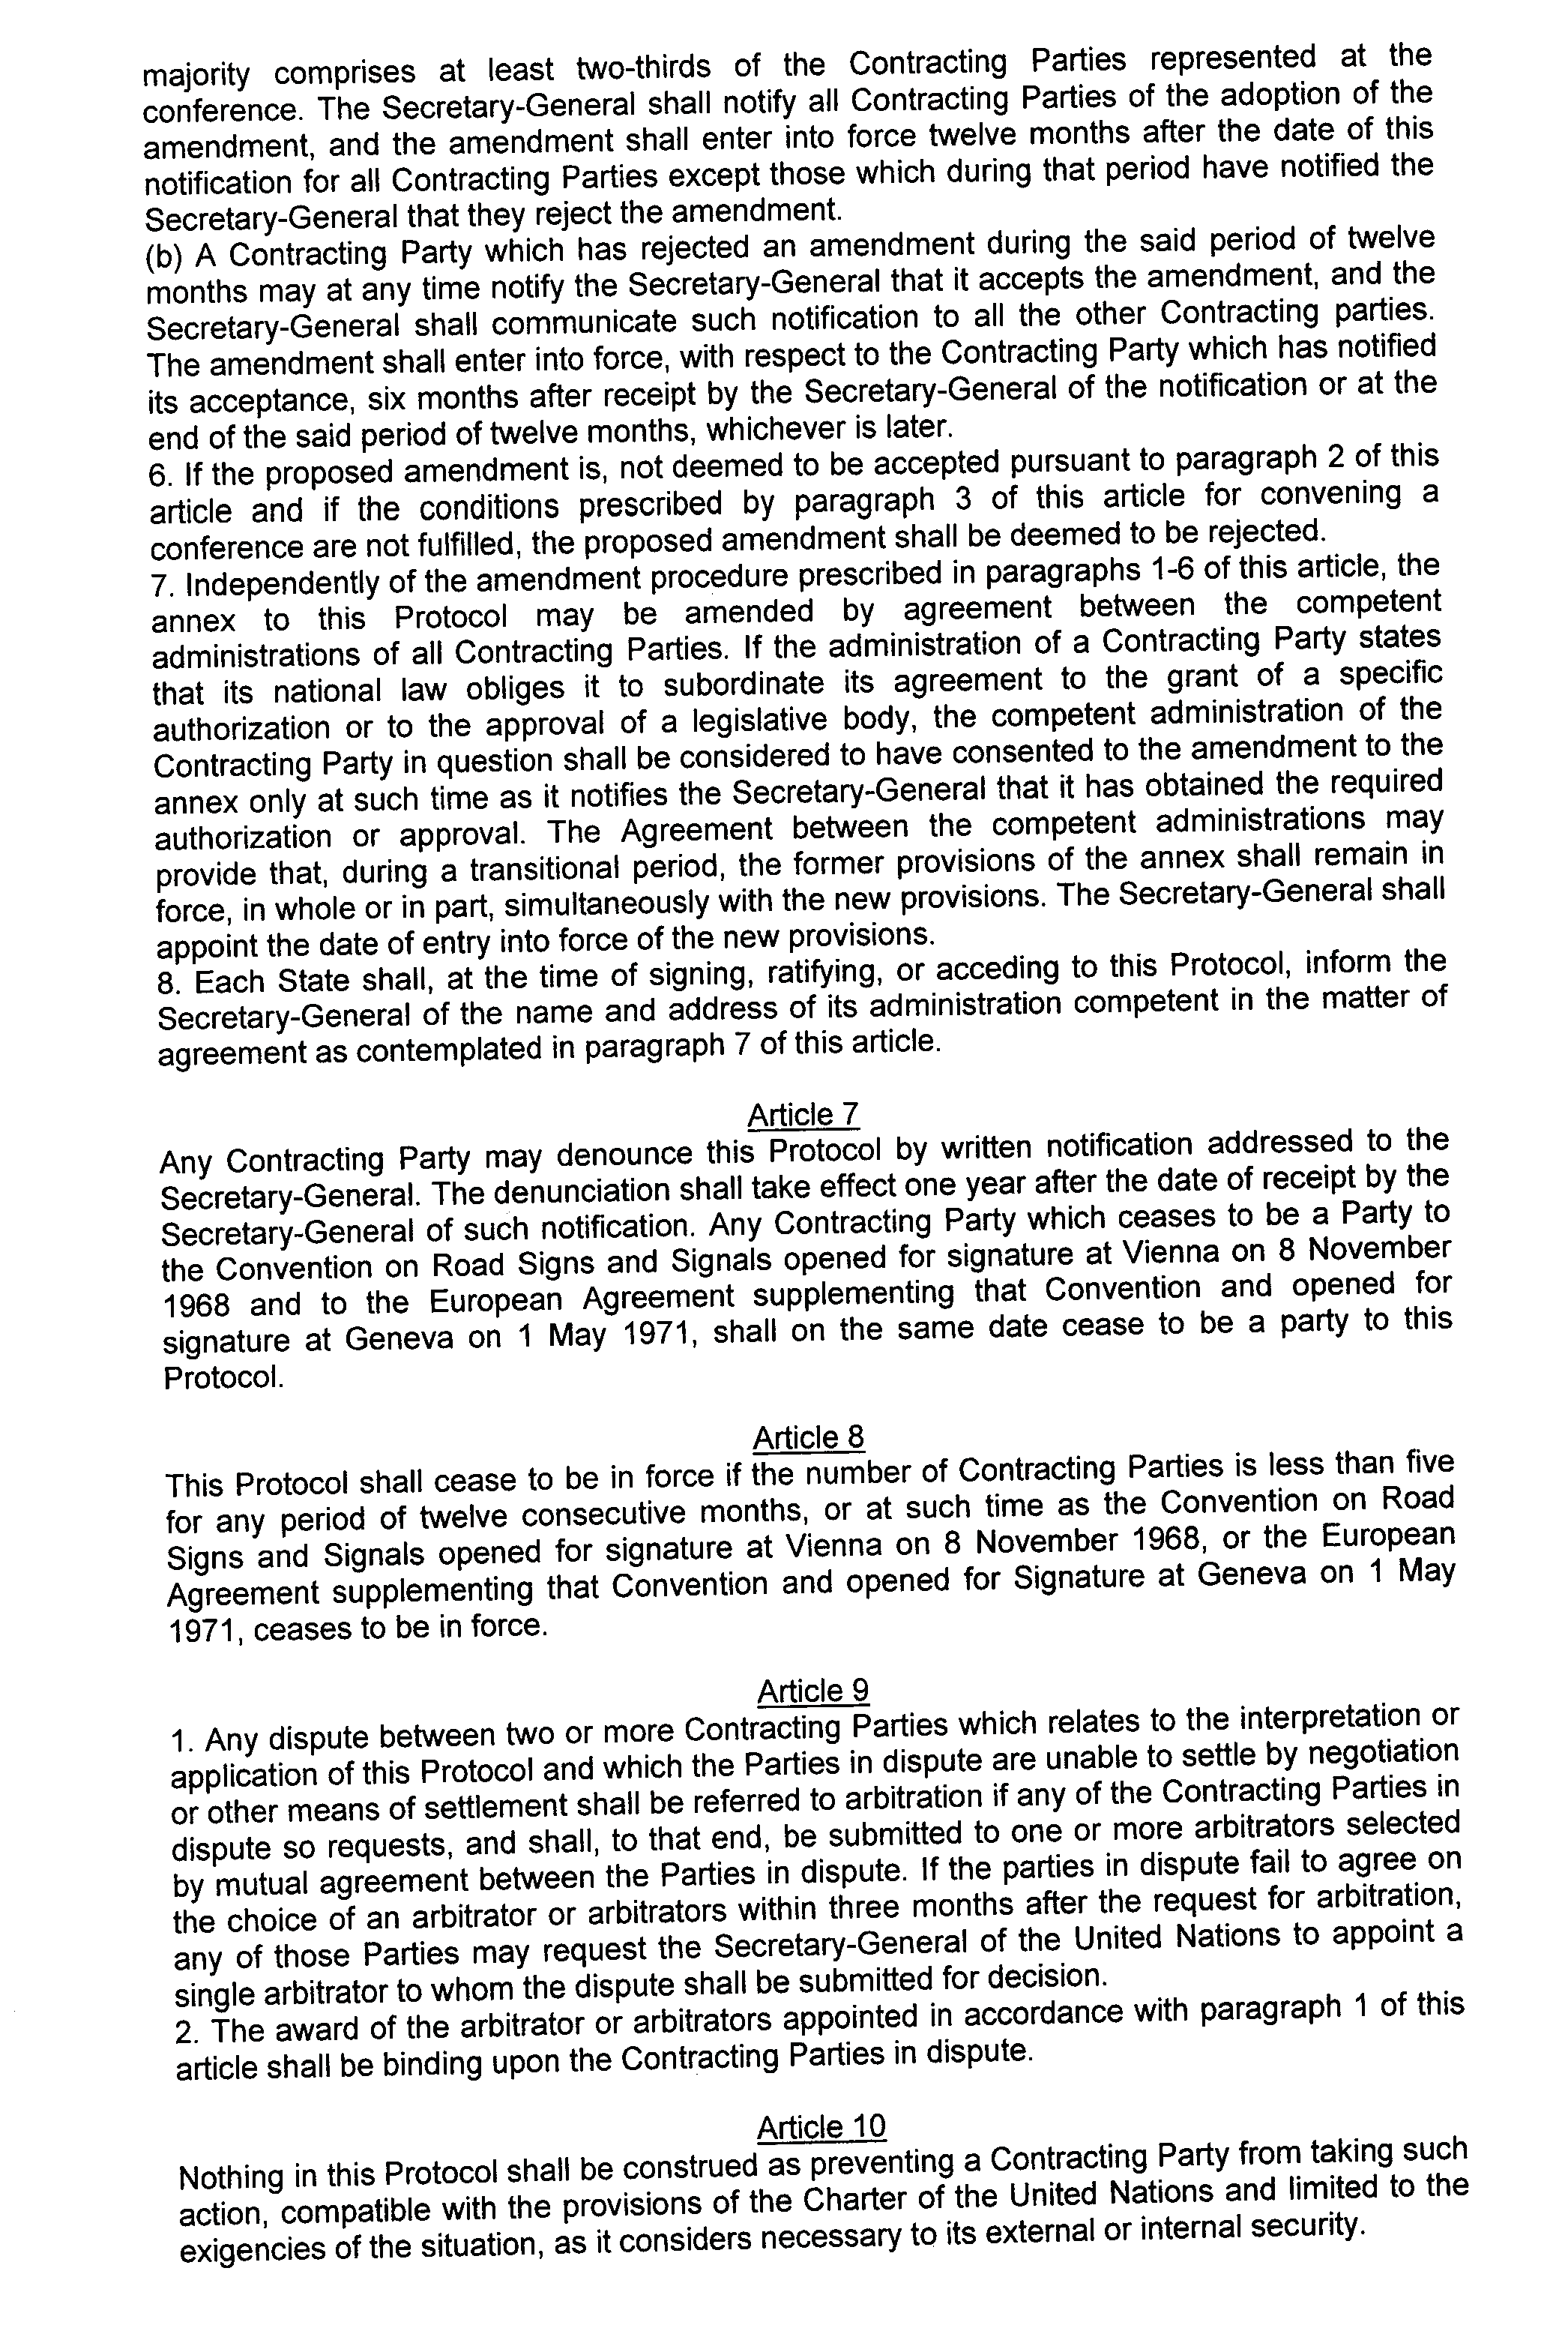 majority comprises at least two-thirds of the Contracting Parties represented at the
conference. The Secretary-General shall notify all Contracting Parties of the adoption of the
amendment, and the amendment shall enter into force twelve months after the date of this
notification for all Contracting Parties except those which during that period have notified the
Secretary-General that they reject the amendment.
(b) A Contracting Party which has rejected an amendment during the said period of twelve
months may at any time notify the Secretary-General that it accepts the amendment, and the
Secretary-General shall communicate such notification to all the other Contracting parties.
The amendment shall enter into force, with respect to the Contracting Party which has notified
its acceptance, six months after receipt by the Secretary-General of the notification or at the
end of the said period of twelve months, whichever is later.
6. If the proposed amendment is, not deemed to be accepted pursuant to paragraph 2 of this
article and if the conditions prescribed by paragraph 3 of this article for convening a
conference are not fulfilled, the proposed amendment shall be deemed to be rejected.
7. Independently of the amendment procedure prescribed in paragraphs 1-6 of this article, the
annex to this Protocol may be amended by agreement between the competent
administrations of all Contracting Parties. If the administration of a Contracting Party states
that its national law obliges it to subordinate its agreement to the grant of a specific
authorization or to the approval of a legislative body, the competent administration of the
Contracting Party in question shall be considered to have consented to the amendment to the
annex only at such time as it notifies the Secretary-General that it has obtained the required
authorization or approval. The Agreement between the competent administrations may
provide that, during a transitional period, the former provisions of the annex shall remain in
force, in whole or in part, simultaneously with the new provisions. The Secretary-General shall
appoint the date of entry into force of the new provisions.
8. Each State shall, at the time of signing, ratifying, or acceding to this Protocol, inform the
Secretary-General of the name and address of its administration competent in the matter of
agreement as contemplated in paragraph 7 of this article.
Article 7
Any Contracting Party may denounce this Protocol by written notification addressed to the
Secretary-General. The denunciation shall take effect one year after the date of receipt by the
Secretary-General of such notification. Any Contracting Party which ceases to be a Party to
the Convention on Road Signs and Signals opened for signature at Vienna on 8 November
1968 and to the European Agreement supplementing that Convention and opened for
signature at Geneva on 1 May 1971, shall on the same date cease to be a party to this
Protocol.
Article 8
This Protocol shall cease to be in force if the number of Contracting Parties is less than five
for any period of twelve consecutive months, or at such time as the Convention on Road
Signs and Signals opened for signature at Vienna on 8 November 1968, or the European
Agreement supplementing that Convention and opened for Signature at Geneva on 1 May
1971, ceases to be in force.
Article 9
1. Any dispute between two or more Contracting Parties which relates to the interpretation or
application of this Protocol and which the Parties in dispute are unable to settle by negotiation
or other means of settlement shall be referred to arbitration if any of the Contracting Parties in
dispute so requests, and shall, to that end, be submitted to one or more arbitrators selected
by mutual agreement between the Parties in dispute. If the parties in dispute fail to agree on
the choice of an arbitrator or arbitrators within three months after the request for arbitration,
any of those Parties may request the Secretary-General of the United Nations to appoint a
single arbitrator to whom the dispute shall be submitted for decision.
2. The award of the arbitrator or arbitrators appointed in accordance with paragraph 1 of this
article shall be binding upon the Contracting Parties in dispute.
Article 10
Nothing in this Protocol shall be construed as preventing a Contracting Party from taking such
action, compatible with the provisions of the Charter of the United Nations and limited to the
exigencies of the situation, as it considers necessary to its external or internal security.